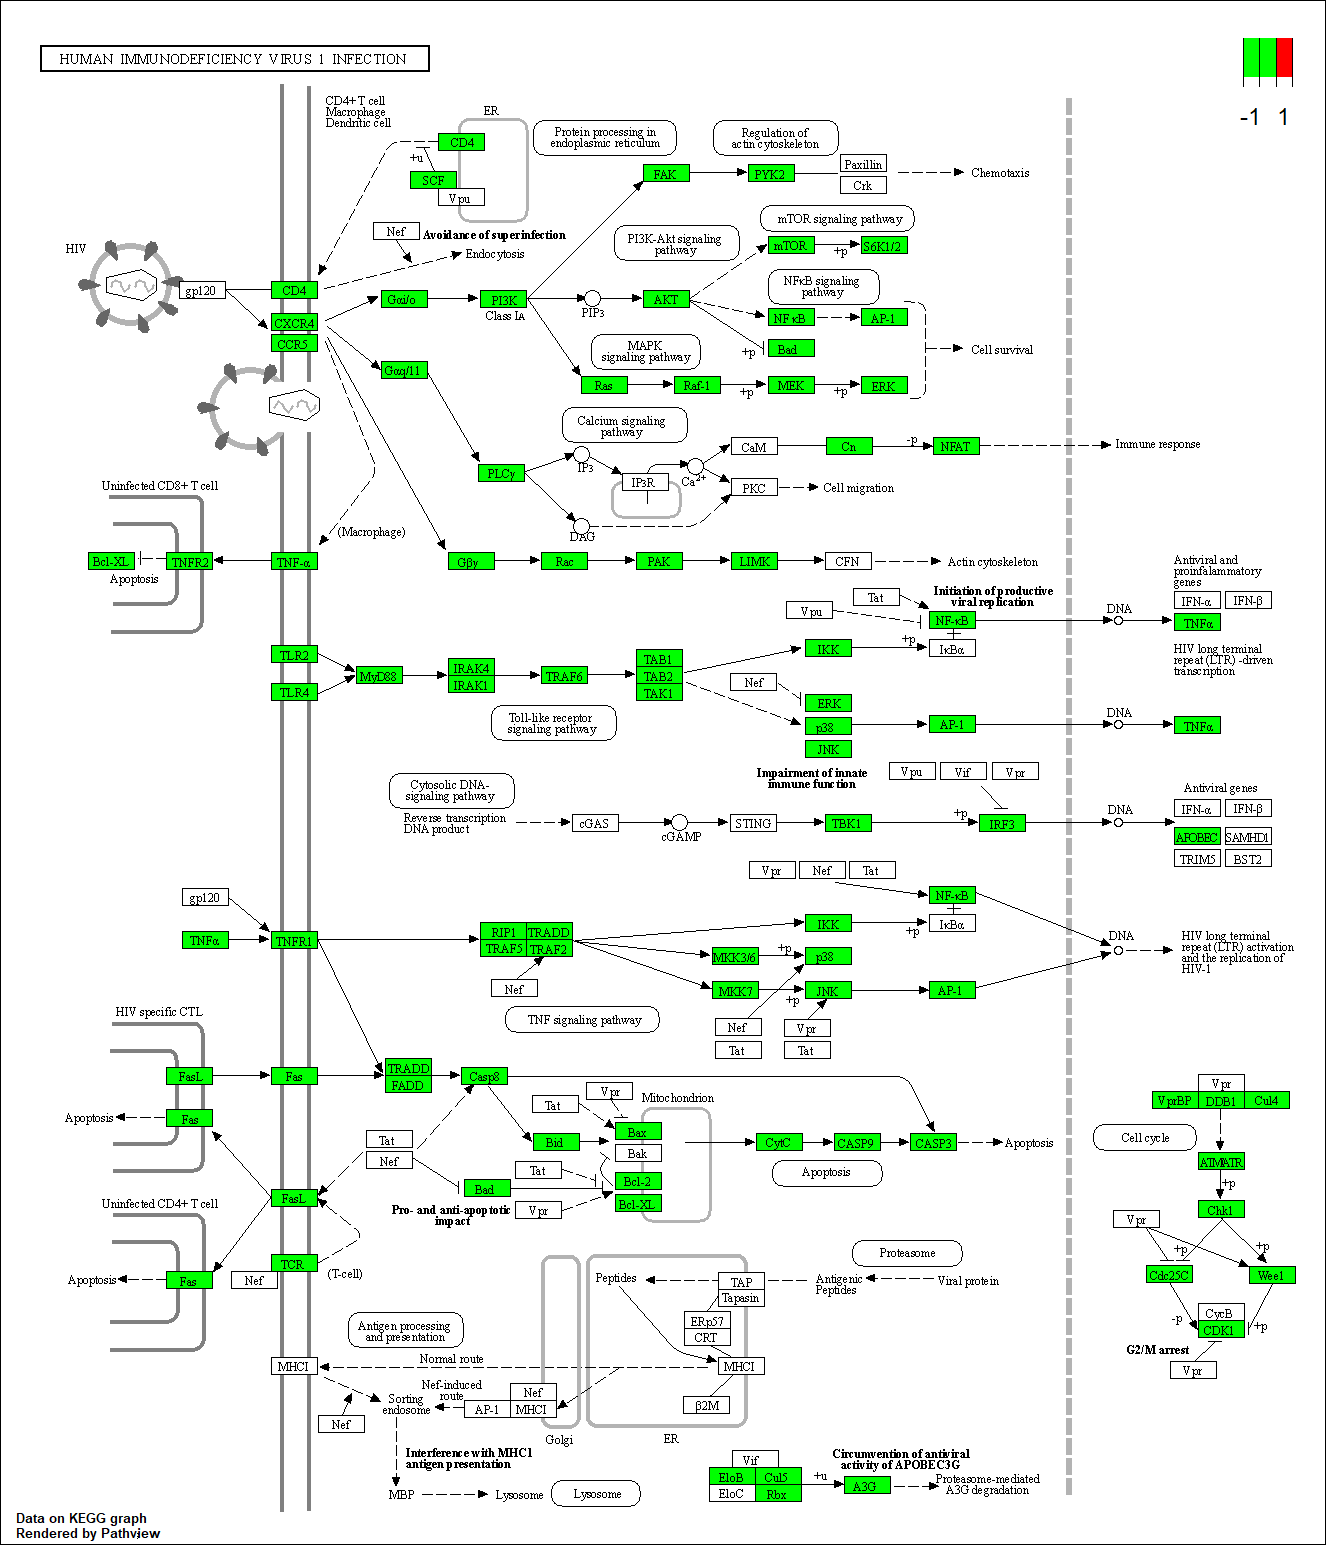 HUMAN IMMUNODEFICIENCY VIRUS 1 INFECTION
-1 1
CD4+ T cell
Macrophage
Dendritic cell
ER
CD4
+u
SCF
Vpu
Protein processing in
endoplasmic reticulum
Regulation of
actin cytoskeleton
FAK
PYK2
Paxillin
Crk
Chemotaxis
Nef
Avoidance of superinfection
Endocytosis
PI3K-Akt signaling
pathway
mTOR signaling pathway
mTOR
+p
S6K1/2
HIV
gp120
CD4
CXCR4
CCR5
Gαi/o
PI3K
Class IA
PIP3
AKT
NFκB signaling
pathway
NFκB
AP-1
+p
Bad
Cell survival
MAPK
signaling pathway
Gαq/11
Ras
Raf-1
+p
MEK
+p
ERK
Calcium signaling
pathway
PLCγ
IP3
IP3R
Ca2+
CaM
Cn
-p
NFAT
Immune response
PKC
Cell migration
DAG
Uninfected CD8+ T cell
(Macrophage)
Bcl-XL
TNFR2
TNF-α
Apoptosis
Gβγ
Rac
PAK
LIMK
CFN
Actin cytoskeleton
Initiation of productive
viral replication
Tat
Vpu
NF-κB
+p
IκBα
DNA
Antiviral and
proinfalammatory
genes
IFN-α
IFN-β
TNFα
HIV long terminal
repeat (LTR) -driven
transcription
TLR2
TLR4
MyD88
IRAK4
IRAK1
TRAF6
TAB1
TAB2
TAK1
IKK
Nef
ERK
p38
JNK
AP-1
DNA
TNFα
Toll-like receptor
signaling pathway
Impairment of innate
immune function
Vpu
Vif
Vpr
Cytosolic DNA-
signaling pathway
Reverse transcription
DNA product
cGAS
cGAMP
STING
TBK1
+p
IRF3
DNA
Antiviral genes
IFN-α
IFN-β
APOBEC
SAMHD1
TRIM5
BST2
Vpr
Nef
Tat
NF-κB
gp120
TNFα
TNFR1
RIP1
TRADD
TRAF5
TRAF2
Nef
IKK
+p
IκBα
MKK3/6
+p
p38
MKK7
+p
JNK
AP-1
DNA
HIV long terminal
repeat (LTR) activation
and the replication of
HIV-1
TNF signaling pathway
Nef
Tat
Vpr
Tat
HIV specific CTL
FasL
Fas
Fas
Apoptosis
TRADD
FADD
Casp8
Vpr
Tat
Mitochondrion
Bid
Bax
Bak
Tat
Bcl-2
Bcl-XL
Vpr
Bad
Tat
Nef
Pro- and anti-apoptotic
impact
CytC
CASP9
CASP3
Apoptosis
Apoptosis
Vpr
VprBP
DDB1
Cul4
Cell cycle
ATM/ATR
+p
Chk1
Vpr
+p
+p
Cdc25C
Wee1
CycB
CDK1
-p
+p
G2/M arrest
Vpr
Uninfected CD4+ T cell
FasL
TCR
(T-cell)
Nef
Fas
Apoptosis
Proteasome
Peptides
TAP
Tapasin
Antigenic
Peptides
Viral protein
Antigen processing
and presentation
ERp57
CRT
MHCI
Normal route
MHCI
Nef-induced
route
Nef
AP-1
MHCI
β2M
Sorting
endosome
Nef
Golgi
ER
Interference with MHC1
antigen presentation
MBP
Lysosome
Lysosome
Vif
EloB
Cul5
EloC
Rbx
+u
A3G
Circumvention of antiviral
activity of APOBEC3G
Proteasome-mediated
A3G degradation
Data on KEGG graph
Rendered by Pathview